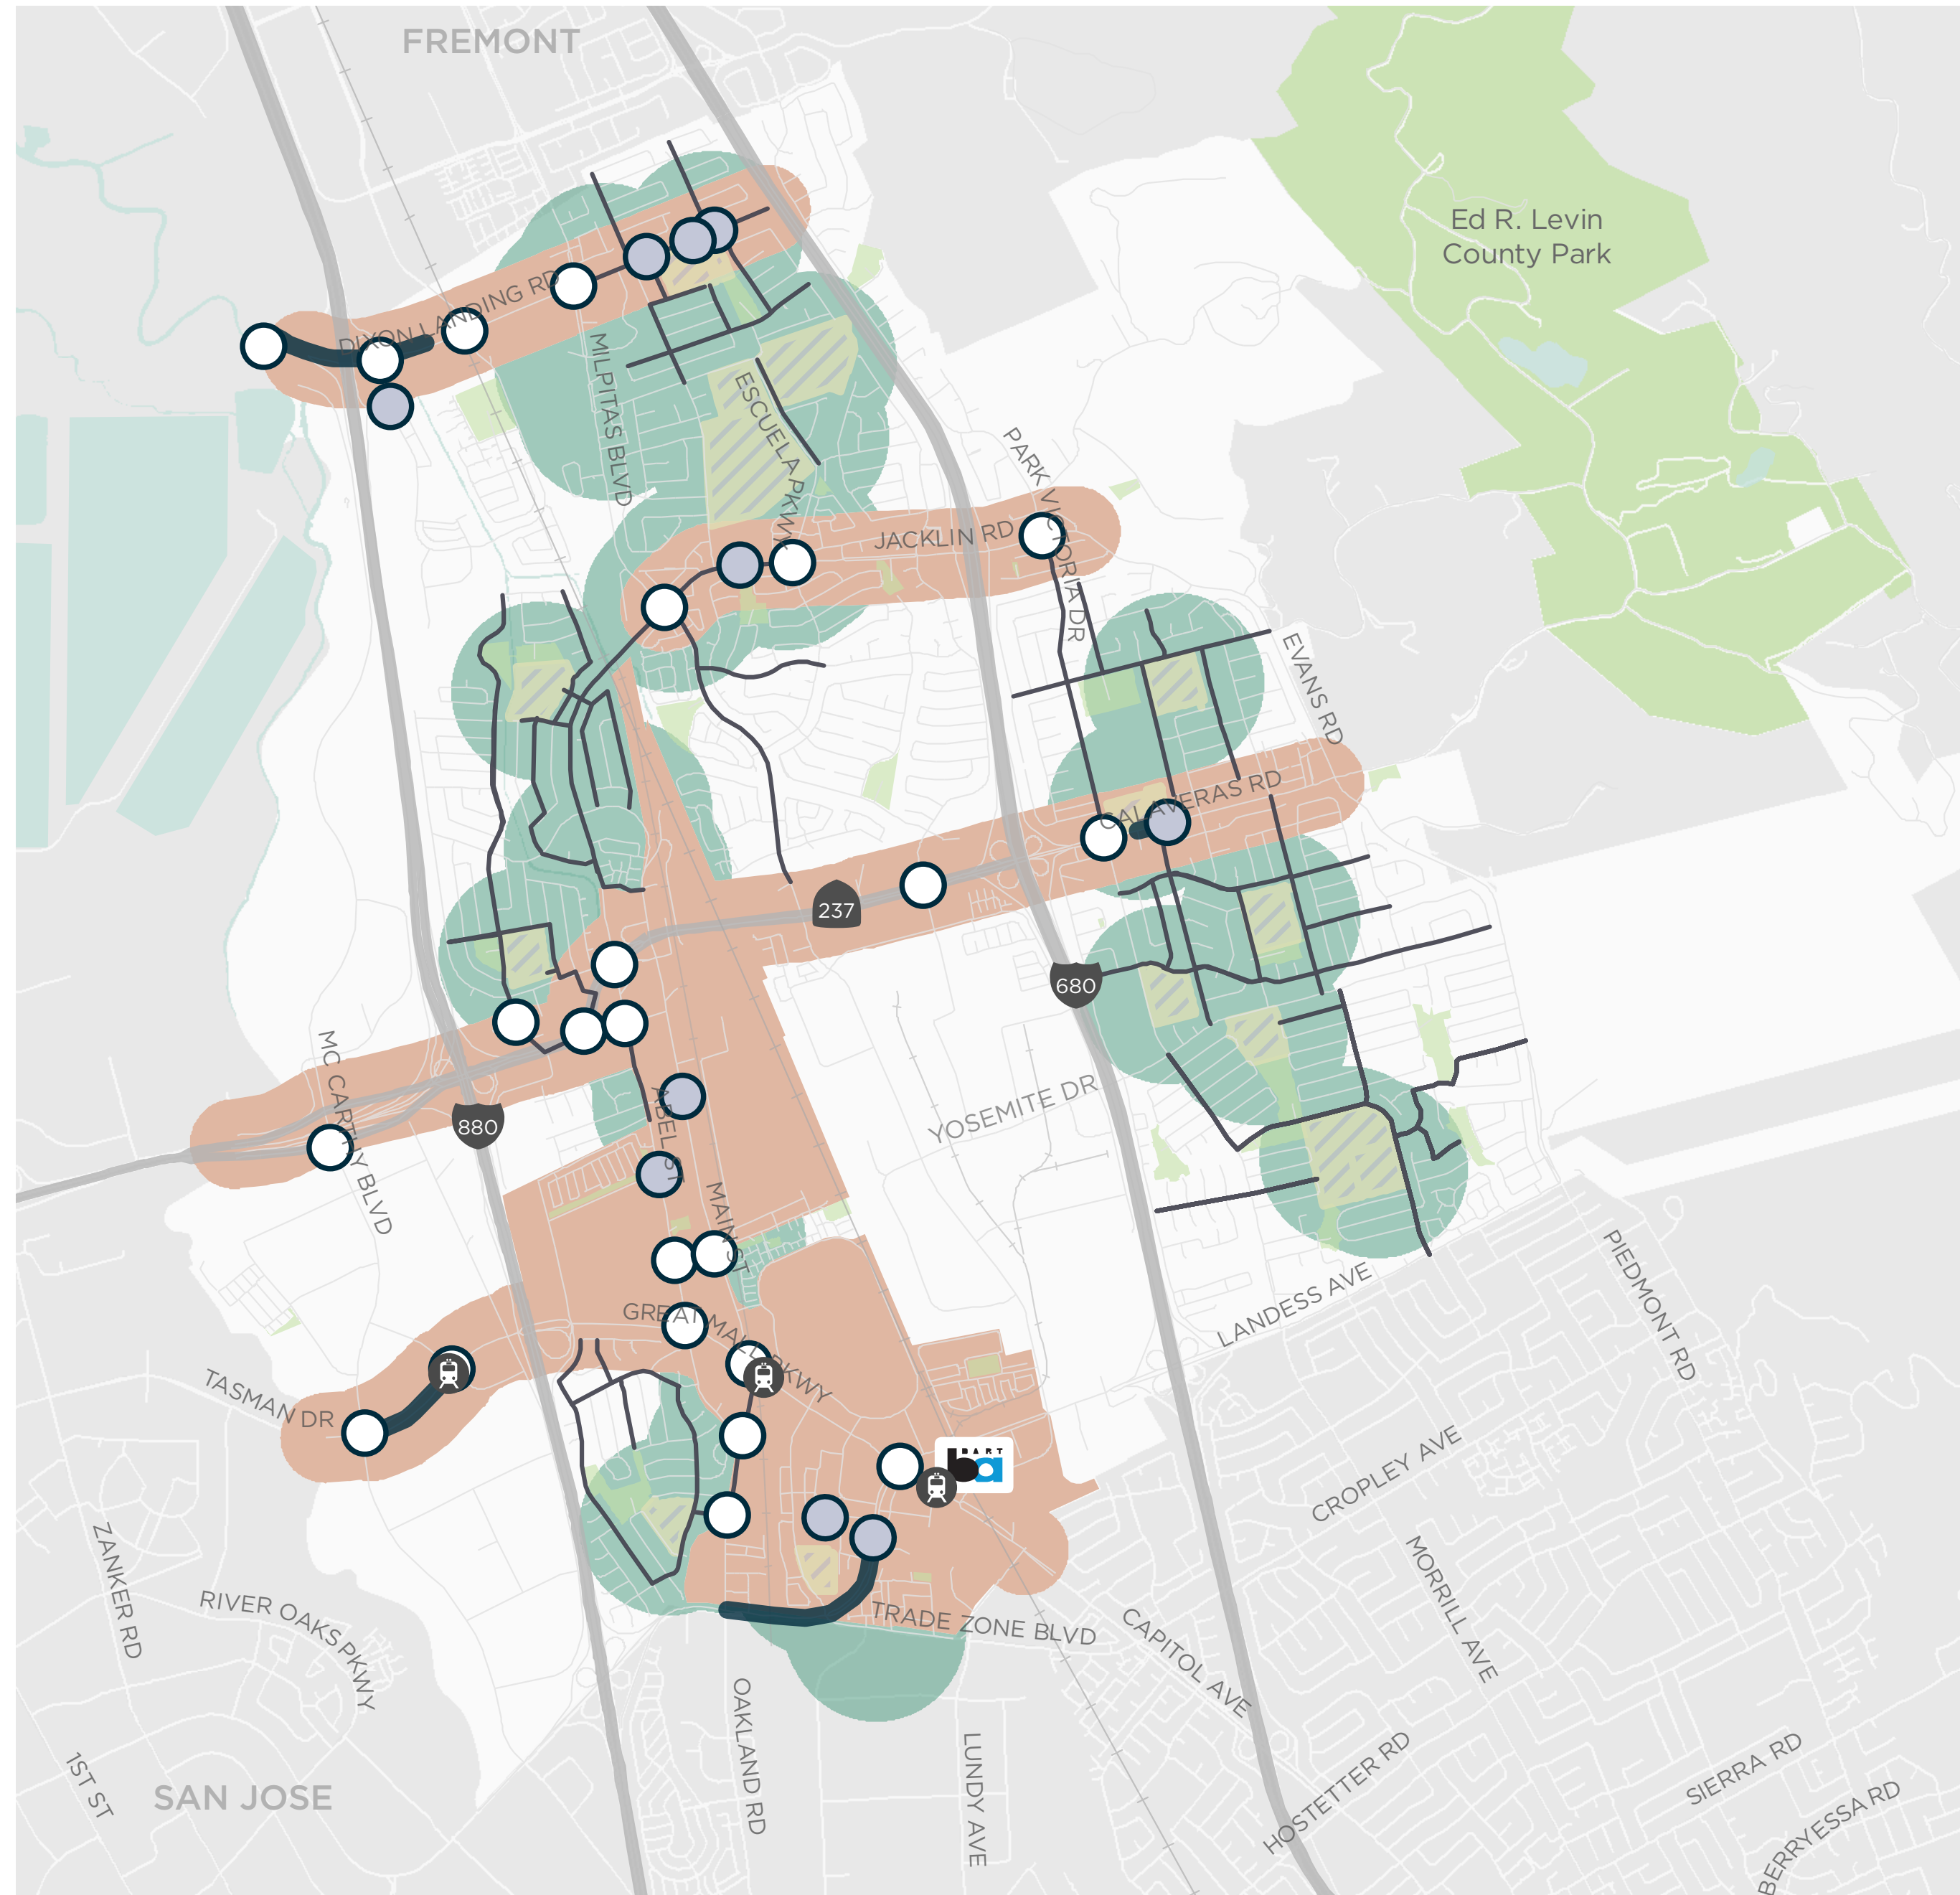 FREMONT
Ed R. Levin
County Park
DIXON LANDING RD
MILPITAS BLVD
ESCUELA PKWY
PARK VICTORIA DR
JACKLIN RD
EVANS RD
CALAVERAS RD
237
680
MC CARTHY BLVD
880
ABEL ST
YOSEMITE DR
MAIN ST
PIEDMONT RD
LANDESS AVE
GREAT MALL PKWY
TASMAN DR
BART
ba
CROPLEY AVE
ZANKER RD
MORRILL AVE
RIVER OAKS PKWY
TRADE ZONE BLVD
CAPITOL AVE
OAKLAND RD
LUNDY AVE
HOSTETTER RD
SIERRA RD
1ST ST
SAN JOSE
BERRYESSA RD